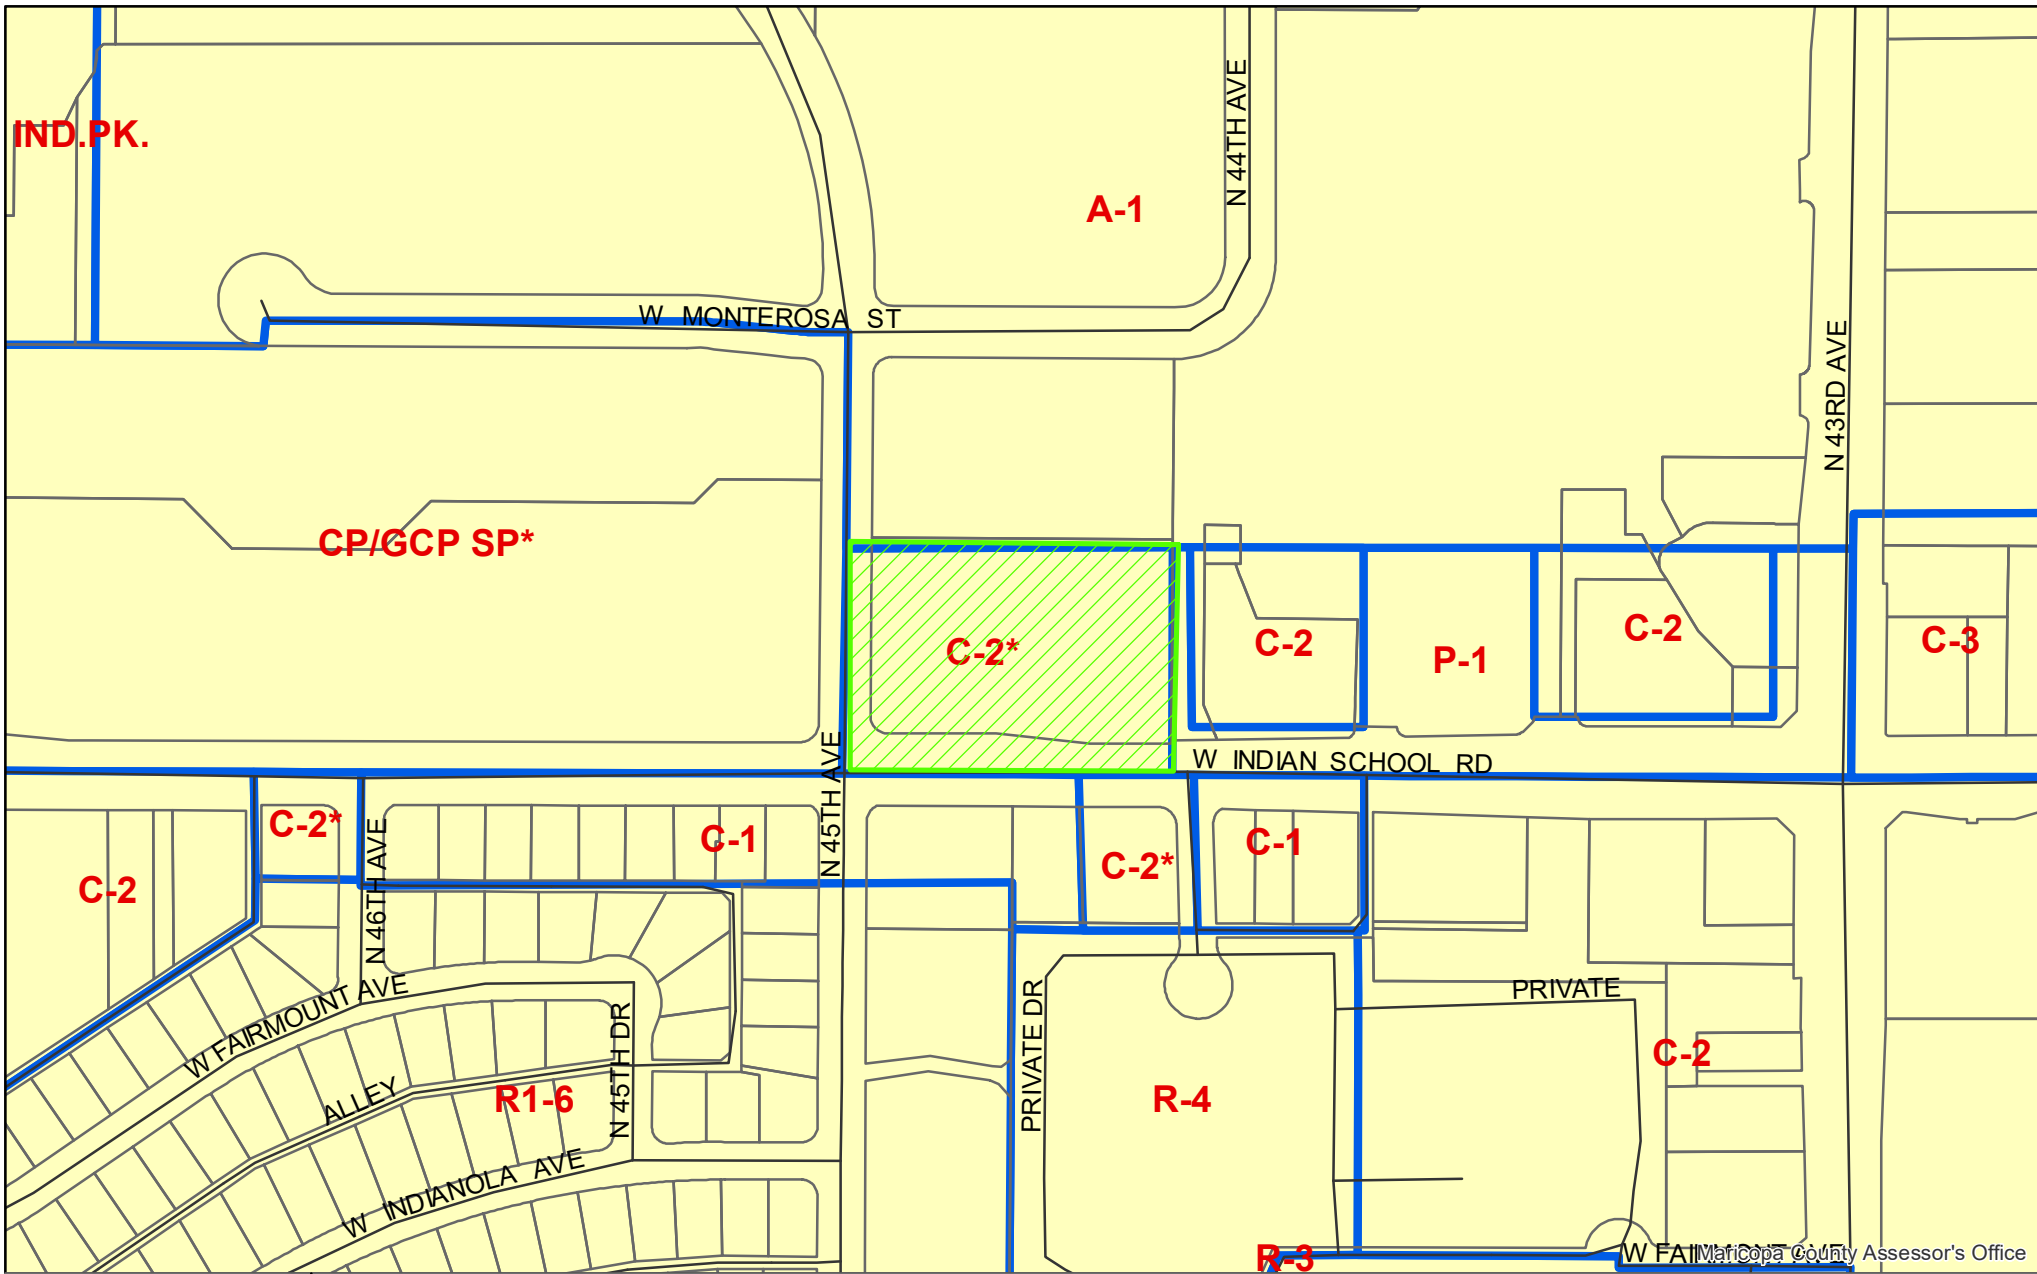 IND.PK.
N 44TH AVE
A-1
W MONTEROSA ST
N 43RD AVE
CP/GCP SP*
C-2*
C-2
P-1
C-2
C-3
N 45TH AVE
W INDIAN SCHOOL RD
C-2*
N 46TH AVE
C-1
C-2*
C-1
C-2
W FAIRMOUNT AVE
N 45TH DR
PRIVATE DR
PRIVATE
ALLEY
R1-6
R-4
C-2
W INDIANOLA AVE
R-3
W FAIRMONT AVE
Maricopa County Assessor's Office